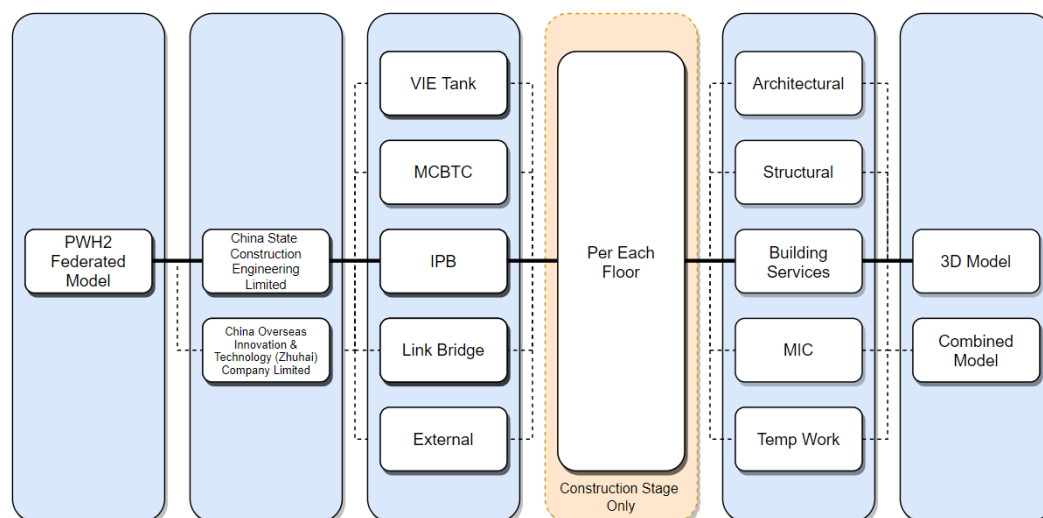 PWH2
Federated
Model
China State
Construction
Engineering
Limited
China Overseas
Innovation &
Technology (Zhuhai)
Company Limited
VIE Tank
MCBTC
IPB
Link Bridge
External
Per Each
Floor
Construction Stage
Only
Architectural
Structural
Building
Services
MIC
Temp Work
3D Model
Combined
Model